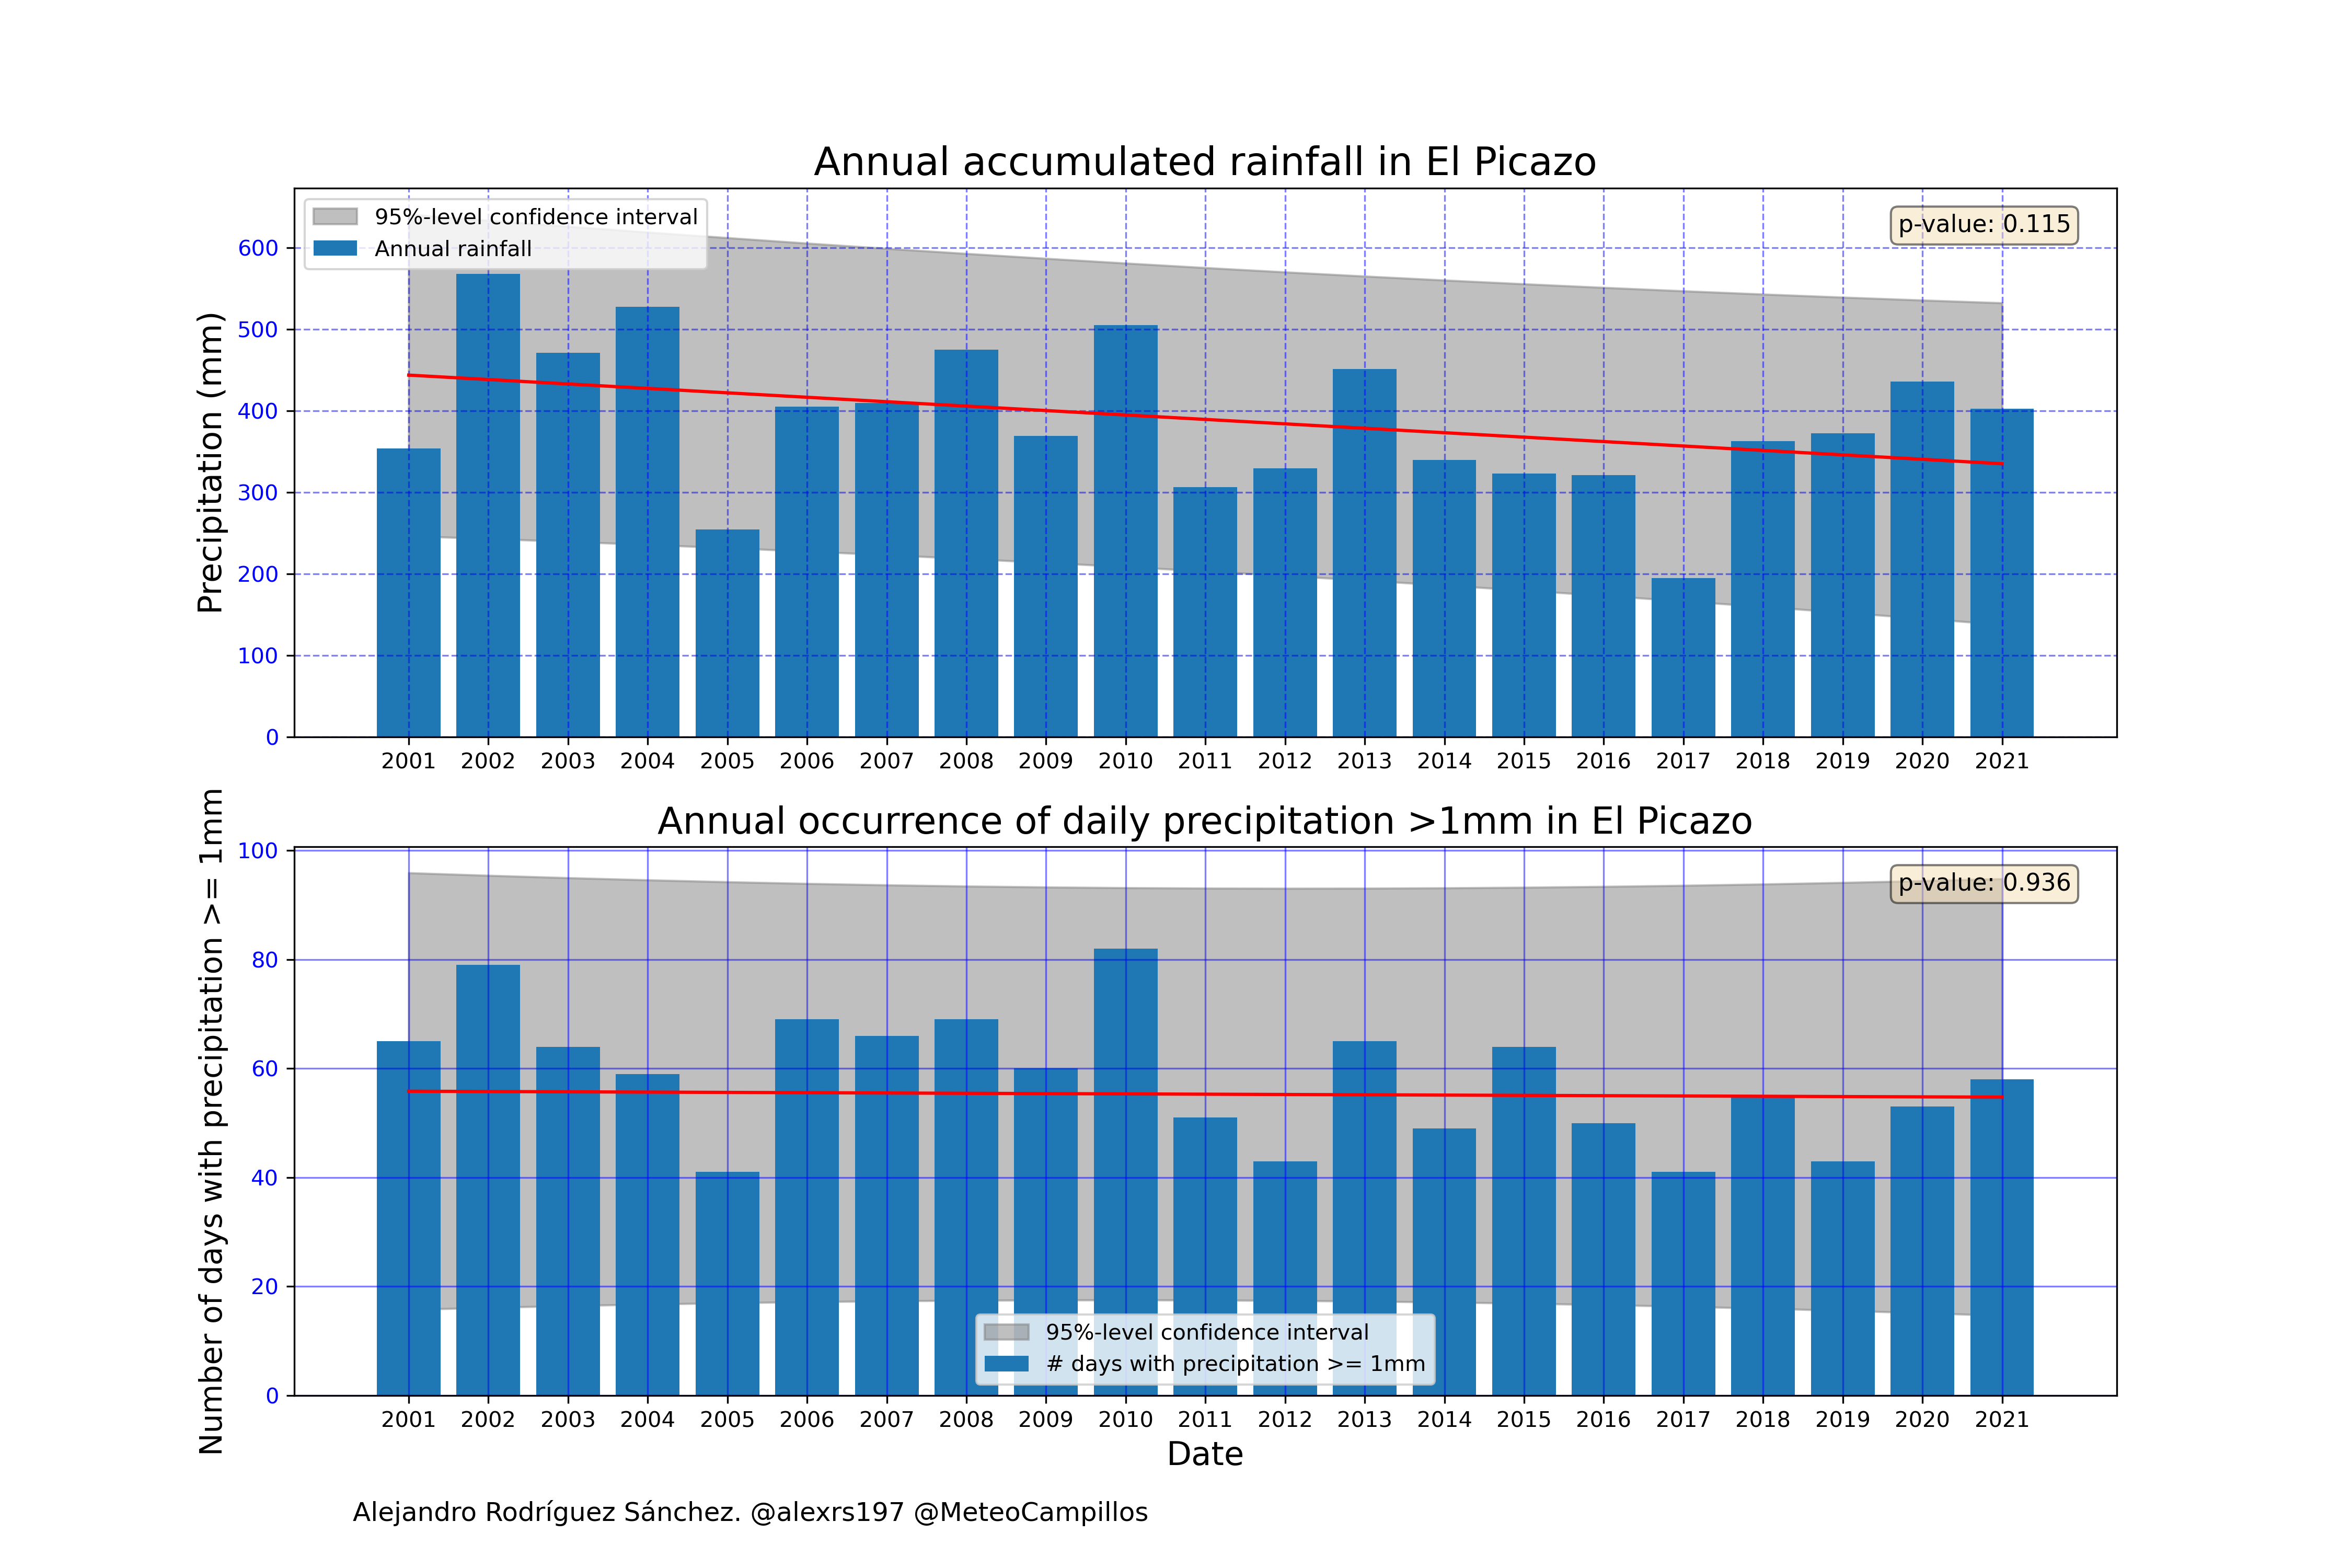 Annual accumulated rainfall in El Picazo
95%-level confidence interval
Annual rainfall
p-value: 0.115
Precipitation (mm)
600
500
400
300
200
100
0
2001 2002 2003 2004 2005 2006 2007 2008 2009 2010 2011 2012 2013 2014 2015 2016 2017 2018 2019 2020 2021
Annual occurrence of daily precipitation >1mm in El Picazo
p-value: 0.936
Number of days with precipitation >= 1mm
100
80
60
40
20
0
95%-level confidence interval
# days with precipitation >= 1mm
2001 2002 2003 2004 2005 2006 2007 2008 2009 2010 2011 2012 2013 2014 2015 2016 2017 2018 2019 2020 2021
Date
Alejandro Rodríguez Sánchez. @alexrs197 @MeteoCampillos